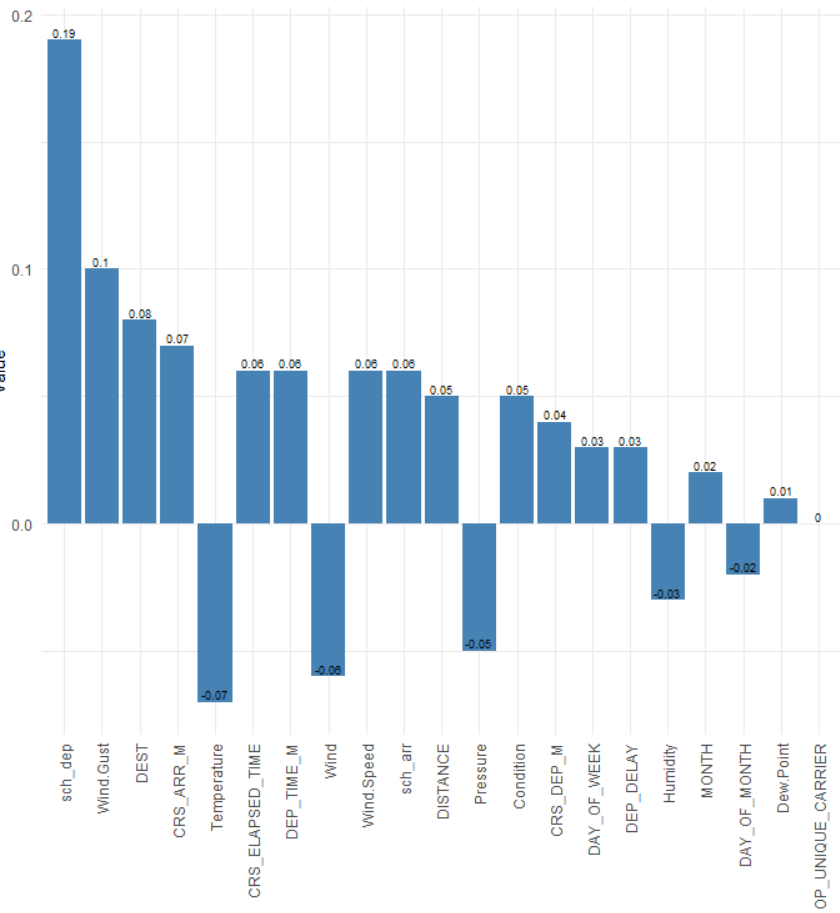 0.2
0.1
0.0
Value
0.19
0.1
0.08
0.07
-0.07
0.06
0.06
-0.06
0.06
0.06
0.05
-0.05
0.05
0.04
0.03
0.03
-0.03
0.02
-0.02
0.01
0
sch_dep
Wind.Gust
DEST
CRS_ARR_M
Temperature
CRS_ELAPSED_TIME
DEP_TIME_M
Wind
Wind.Speed
sch_arr
DISTANCE
Pressure
Condition
CRS_DEP_M
DAY_OF_WEEK
DEP_DELAY
Humidity
MONTH
DAY_OF_MONTH
Dew.Point
OP_UNIQUE_CARRIER